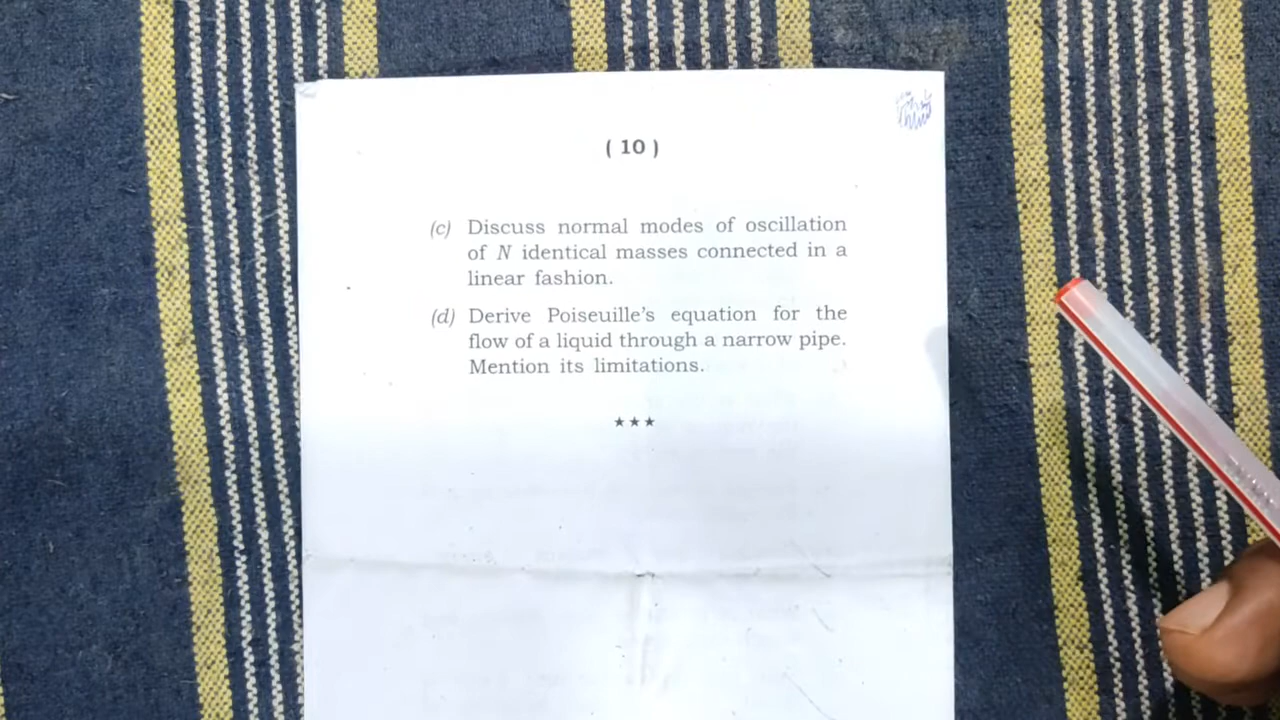 ( 10 )
(c) Discuss normal modes of oscillation
of N identical masses connected in a
linear fashion.
(d) Derive Poiseuille's equation for the
flow of a liquid through a narrow pipe.
Mention its limitations.
★★★